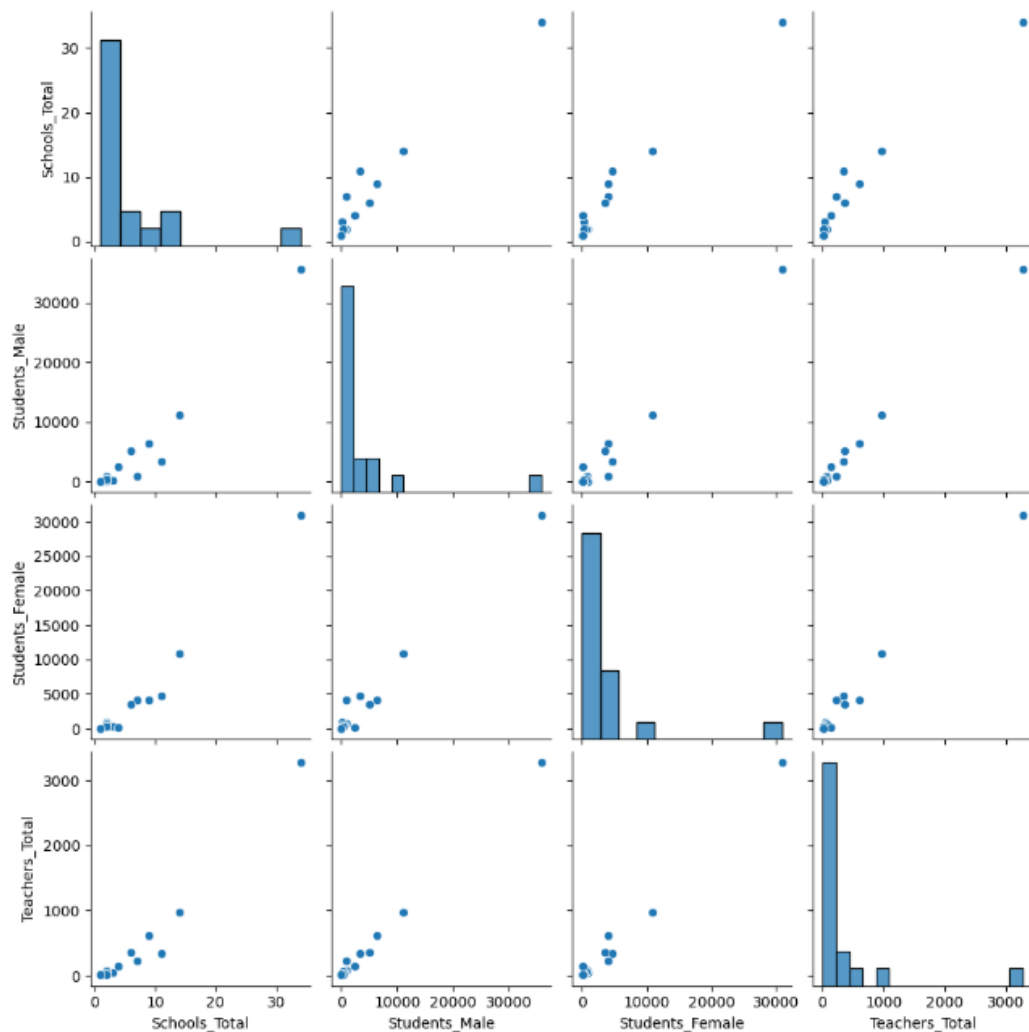 Schools_Total
30
20
10
0
Students_Male
30000
20000
10000
0
Students_Female
30000
25000
20000
15000
10000
5000
0
Teachers_Total
3000
2000
1000
0
0 10 20 30
0 10000 20000 30000
0 10000 20000 30000
0 1000 2000 3000
Schools_Total
Students_Male
Students_Female
Teachers_Total